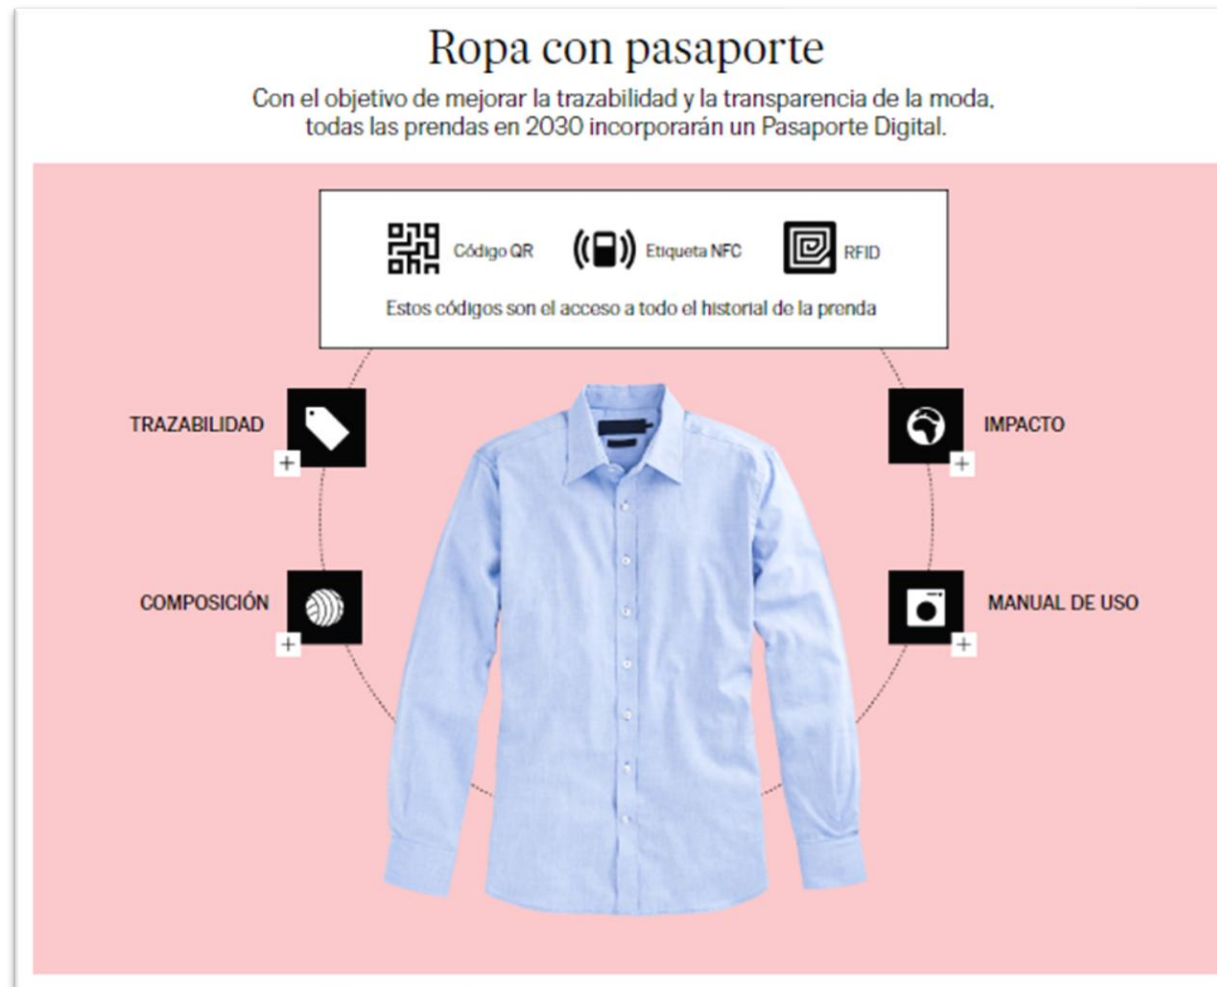 Ropa con pasaporte
Con el objetivo de mejorar la trazabilidad y la transparencia de la moda,
todas las prendas en 2030 incorporarán un Pasaporte Digital.
Código QR
Etiqueta NFC
RFID
Estos códigos son el acceso a todo el historial de la prenda
TRAZABILIDAD
IMPACTO
COMPOSICIÓN
MANUAL DE USO